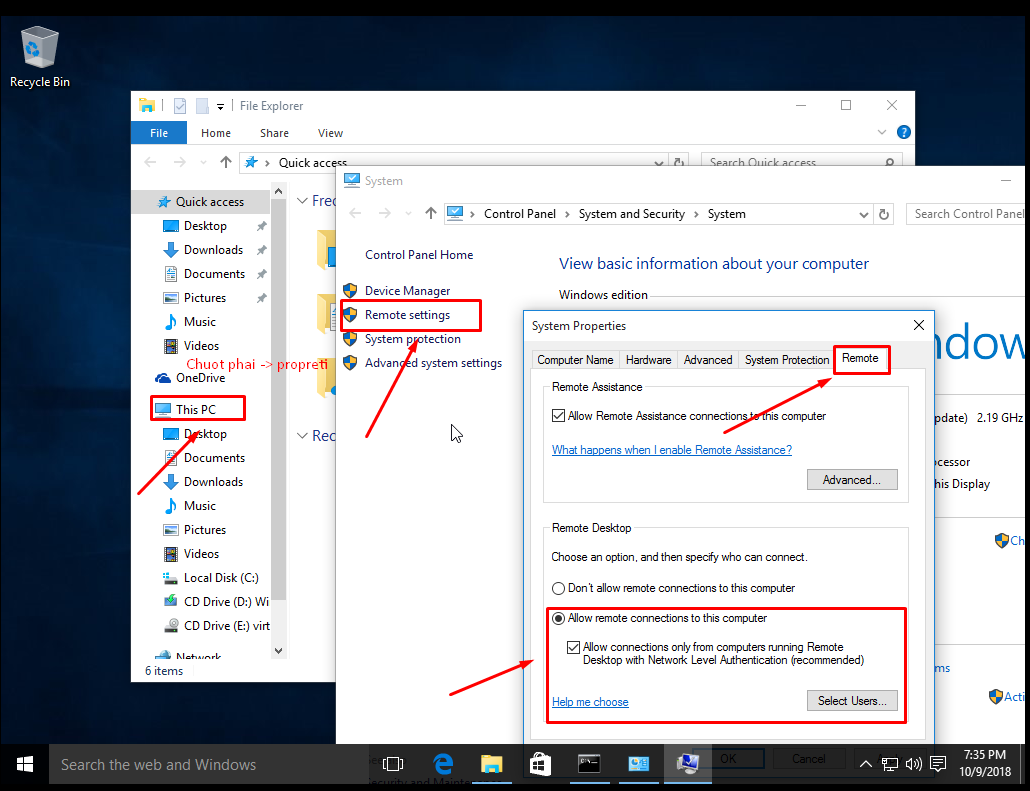 Recycle Bin
File Explorer
File Home Share View
Quick access Search Quick access
Quick access
Desktop
Downloads
Documents
Pictures
Music
Videos
Chuot phai -> propreti
OneDrive
This PC
Desktop
Documents
Downloads
Music
Pictures
Videos
Local Disk (C:)
CD Drive (D:) Wi
CD Drive (E:) virt
Network
6 items
Frec
Rec
System
Control Panel System and Security System Search Control Panel
Control Panel Home
Device Manager
Remote settings
System protection
Advanced system settings
View basic information about your computer
Windows edition
ndow
pdate) 2.19 GHz
ocessor
his Display
Ch
ms
Acti
System Properties
Computer Name Hardware Advanced System Protection Remote
Remote Assistance
Allow Remote Assistance connections to this computer
What happens when I enable Remote Assistance?
Advanced...
Remote Desktop
Choose an option, and then specify who can connect.
Don't allow remote connections to this computer
Allow remote connections to this computer
Allow connections only from computers running Remote
Desktop with Network Level Authentication (recommended)
Help me choose Select Users...
OK Cancel
Security and Mainte
Search the web and Windows
7:35 PM
10/9/2018